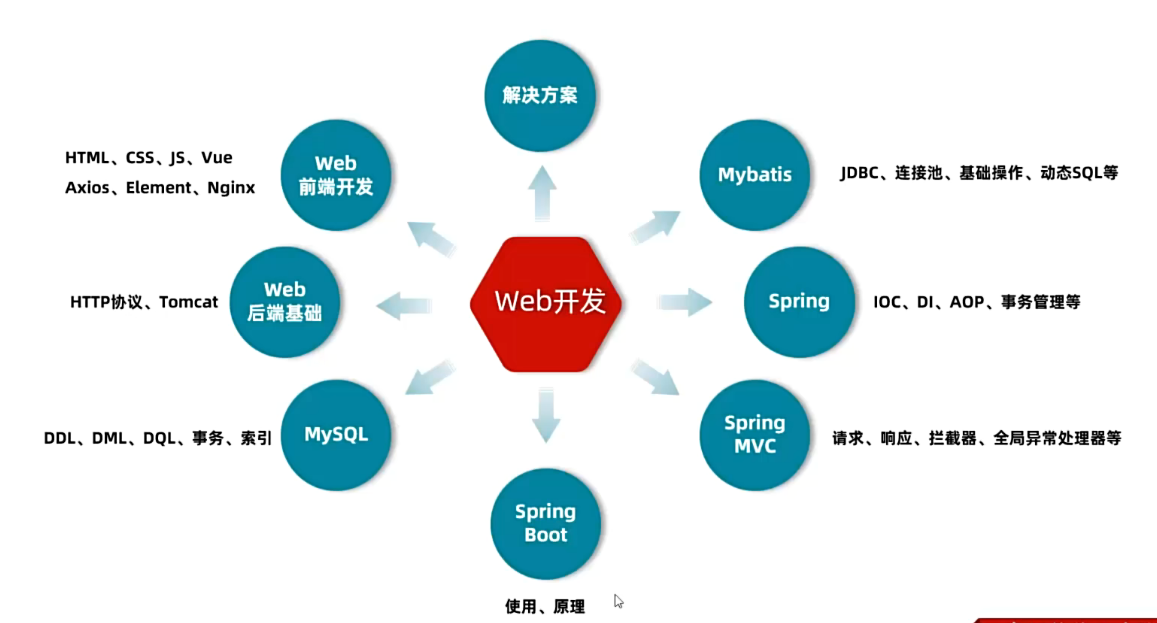 解决方案
HTML、CSS、JS、Vue
Axios、Element、Nginx
Web
前端开发
Mybatis
JDBC、连接池、基础操作、动态SQL等
HTTP协议、Tomcat
Web
后端基础
Web开发
Spring
IOC、DI、AOP、事务管理等
DDL、DML、DQL、事务、索引
MySQL
Spring
MVC
请求、响应、拦截器、全局异常处理器等
Spring
Boot
使用、原理